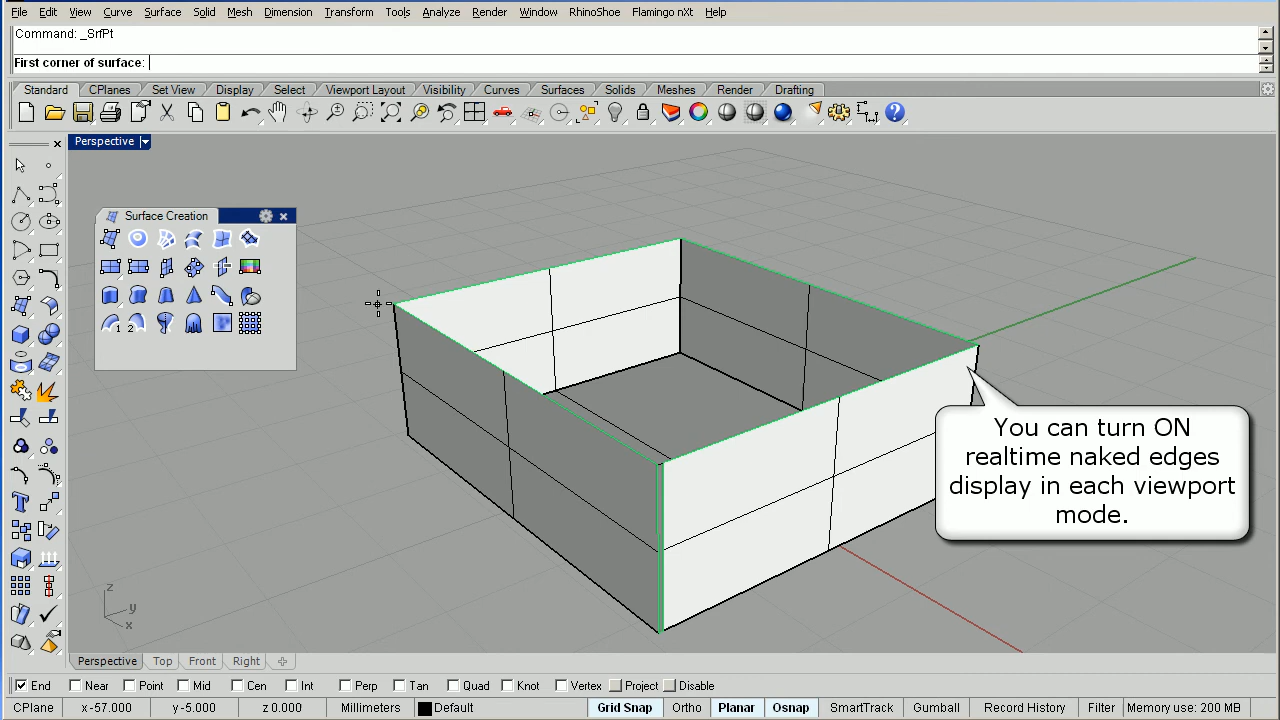 File Edit View Curve Surface Solid Mesh Dimension Transform Tools Analyze Render Window RhinoShoe Flamingo nXt Help
Command: _SrfPt
First corner of surface:
Standard CPlanes Set View Display Select Viewport Layout Visibility Curves Surfaces Solids Meshes Render Drafting
Perspective
Surface Creation
1 2
You can turn ON
realtime naked edges
display in each viewport
mode.
z
y
x
Perspective Top Front Right
End Near Point Mid Cen Int Perp Tan Quad Knot Vertex Project Disable
CPlane x-57.000 y-5.000 z 0.000 Millimeters Default Grid Snap Ortho Planar Osnap SmartTrack Gumball Record History Filter Memory use: 200 MB